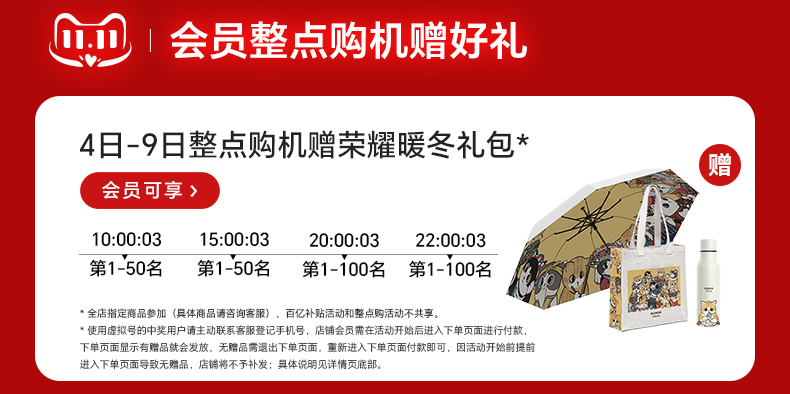 11.11
会员整点购机赠好礼
4日-9日整点购机赠荣耀暖冬礼包*
赠
会员可享 >
10:00:03 15:00:03 20:00:03 22:00:03
第1-50名 第1-50名 第1-100名 第1-100名
* 全店指定商品参加（具体商品请咨询客服），百亿补贴活动和整点购活动不共享。
* 使用虚拟号的中奖用户请主动联系客服登记手机号，店铺会员需在活动开始后进入下单页面进行付款，
下单页面显示有赠品就会发放，无赠品需退出下单页面，重新进入下单页面付款即可，因活动开始前提前
进入下单页面导致无赠品，店铺将不予补发；具体说明见详情页底部。